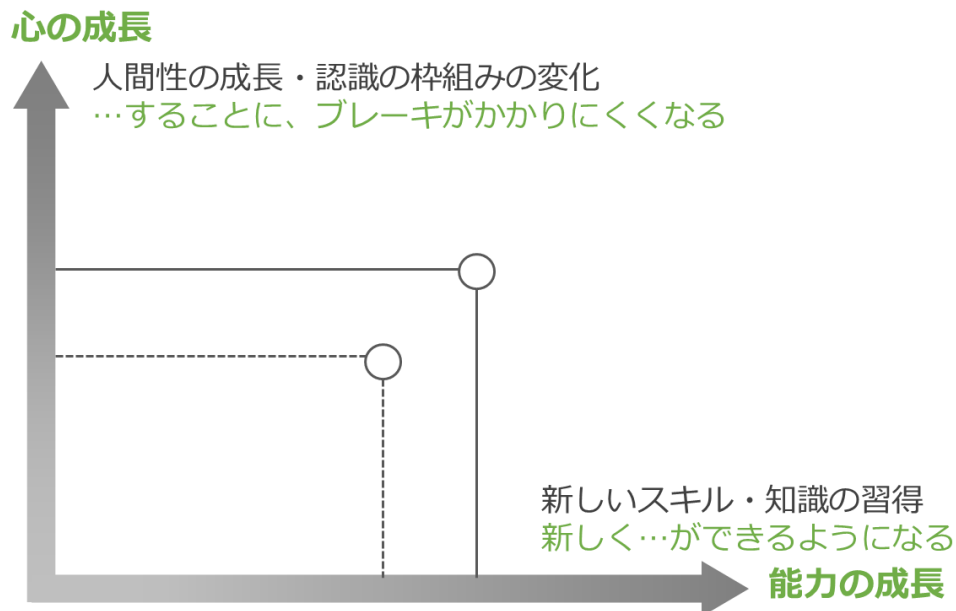 心の成長
人間性の成長・認識の枠組みの変化
…することに、ブレーキがかかりにくくなる
新しいスキル・知識の習得
新しく…ができるようになる
能力の成長